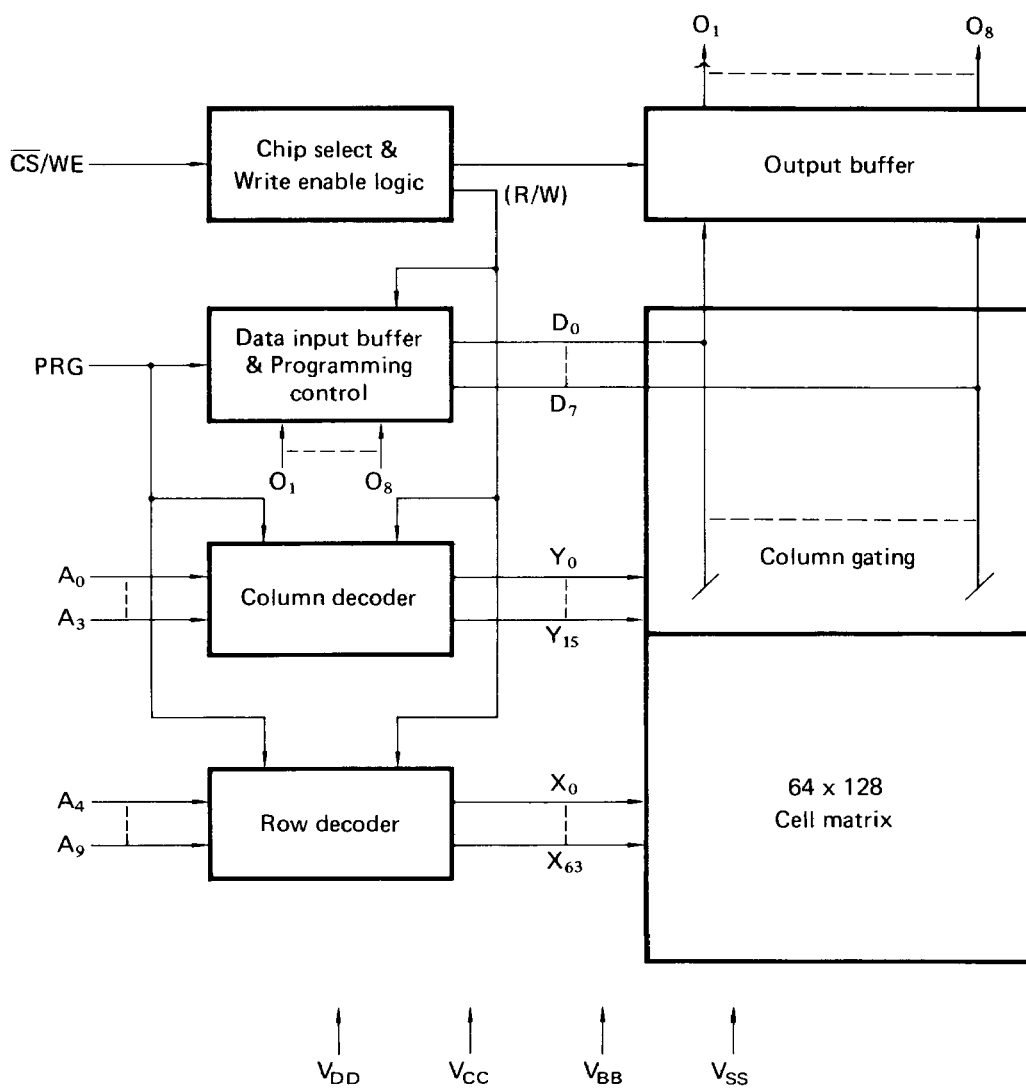 O1 O8
CS/WE
Chip select &
Write enable logic
(R/W)
Output buffer
PRG
Data input buffer
& Programming
control
D0
D7
O1 O8
A0
A3
Column decoder
Y0
Y15
Column gating
A4
A9
Row decoder
X0
X63
64 x 128
Cell matrix
VDD VCC VBB VSS